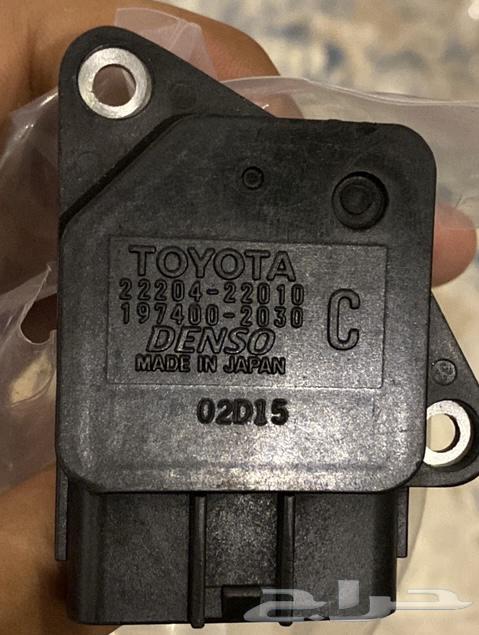 TOYOTA
22204-22010
197400-2030
C
DENSO
MADE IN JAPAN
02D15
حراج